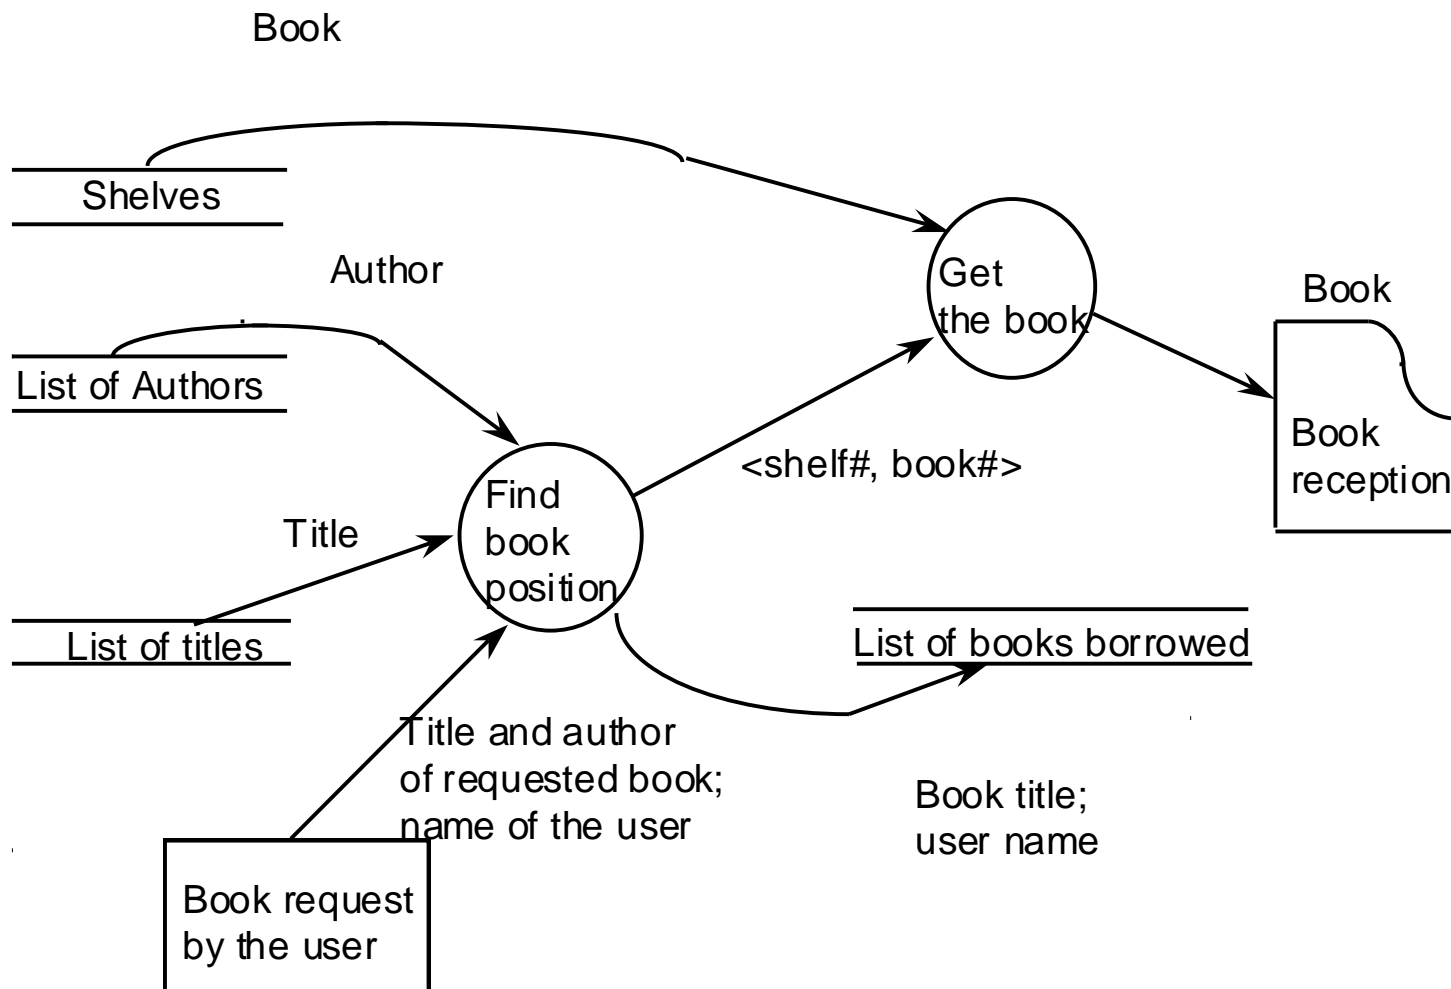 Book
Shelves
Author
Get
the book
Book
List of Authors
Book
reception
<shelf#, book#>
Find
book
position
Title
List of titles
List of books borrowed
Title and author
of requested book;
name of the user
Book title;
user name
Book request
by the user